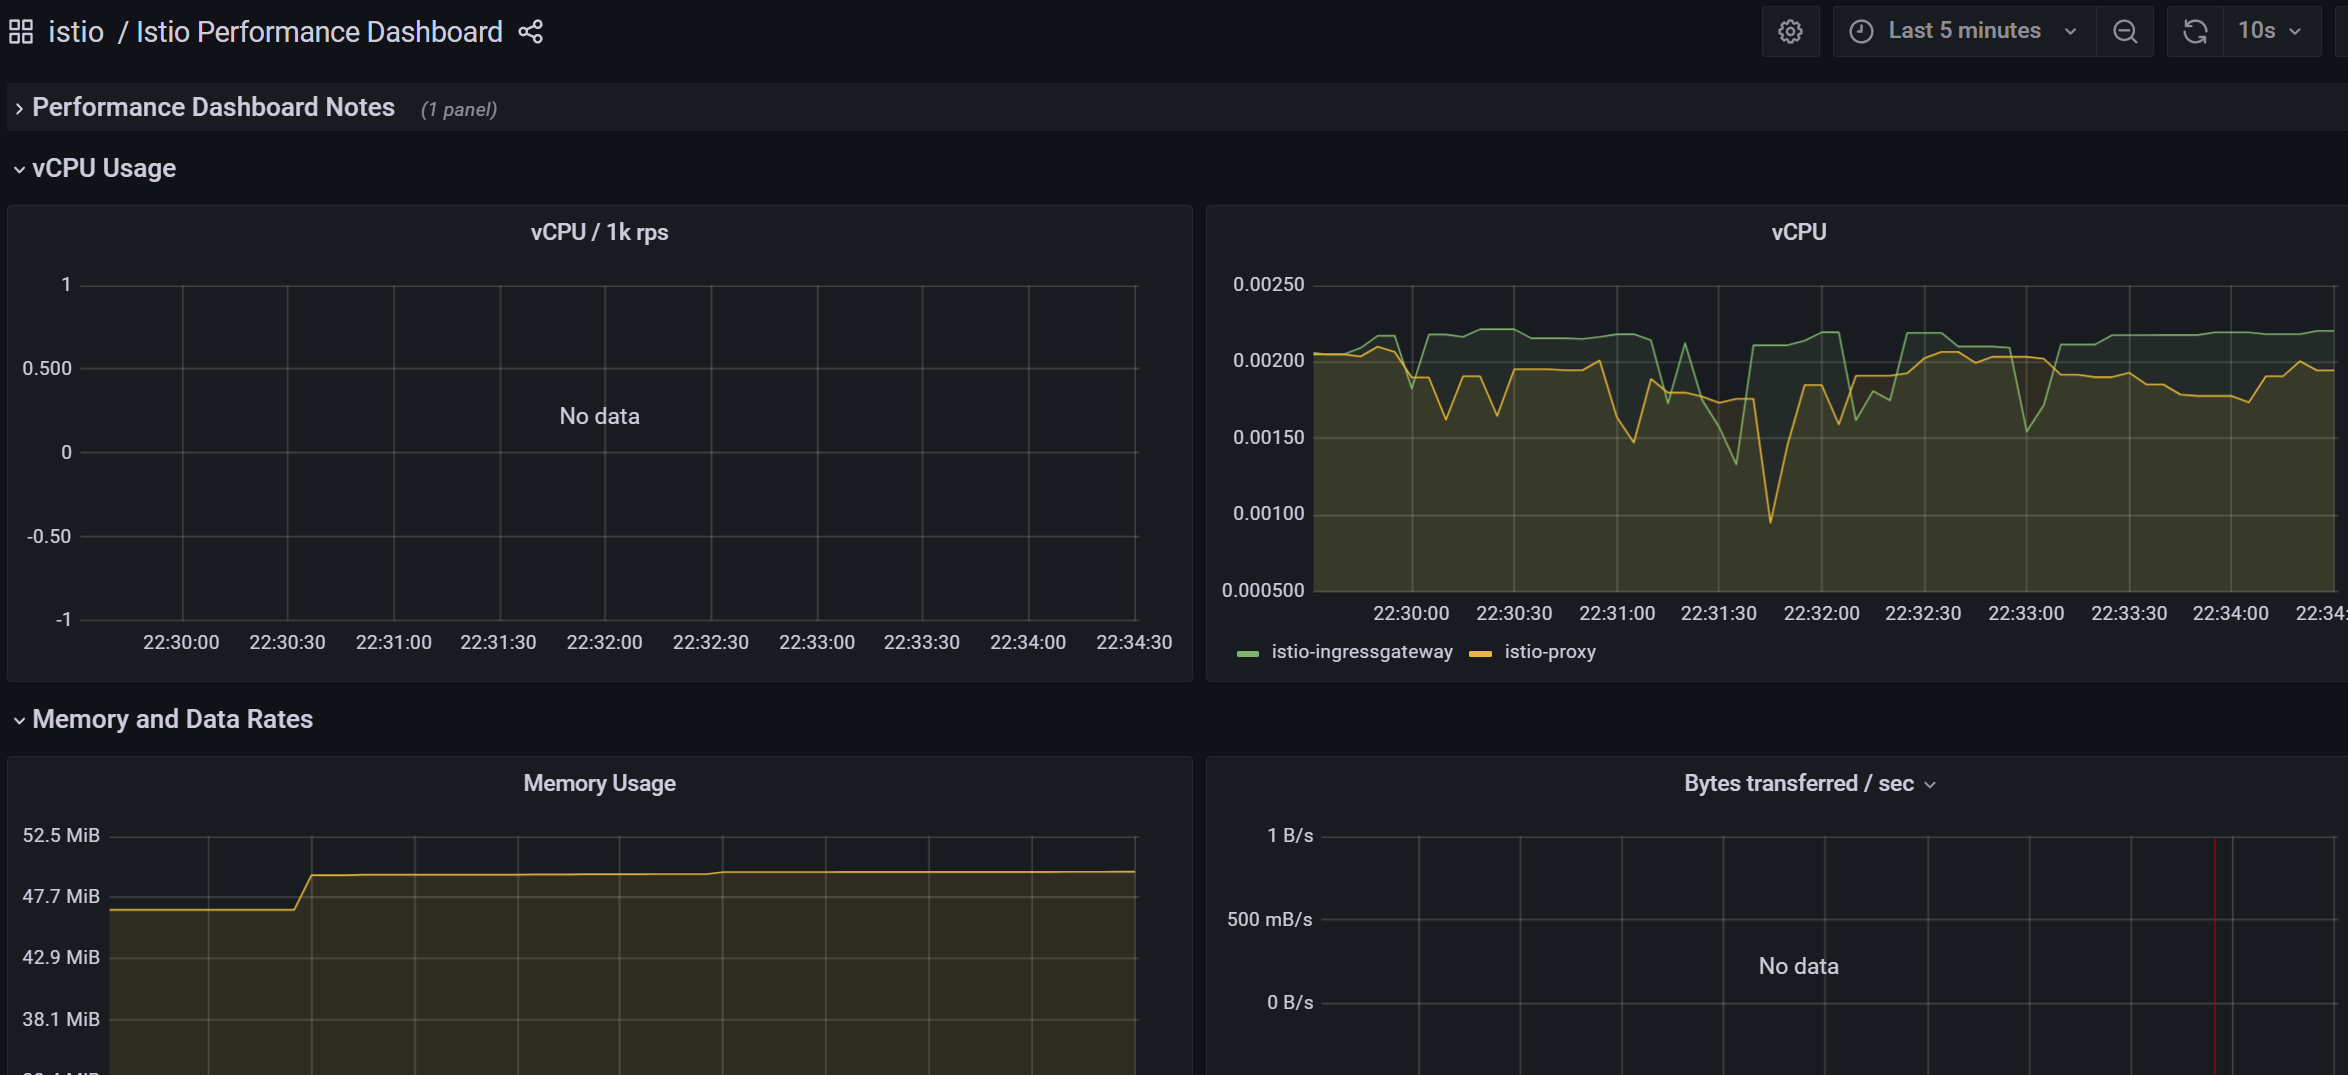 istio / Istio Performance Dashboard
Last 5 minutes
10s
Performance Dashboard Notes (1 panel)
vCPU Usage
vCPU / 1k rps
1
0.500
0
-0.50
-1
No data
22:30:00 22:30:30 22:31:00 22:31:30 22:32:00 22:32:30 22:33:00 22:33:30 22:34:00 22:34:30
vCPU
0.00250
0.00200
0.00150
0.00100
0.000500
22:30:00 22:30:30 22:31:00 22:31:30 22:32:00 22:32:30 22:33:00 22:33:30 22:34:00 22:34:
istio-ingressgateway istio-proxy
Memory and Data Rates
Memory Usage
52.5 MiB
47.7 MiB
42.9 MiB
38.1 MiB
Bytes transferred / sec
1 B/s
500 mB/s
0 B/s
No data